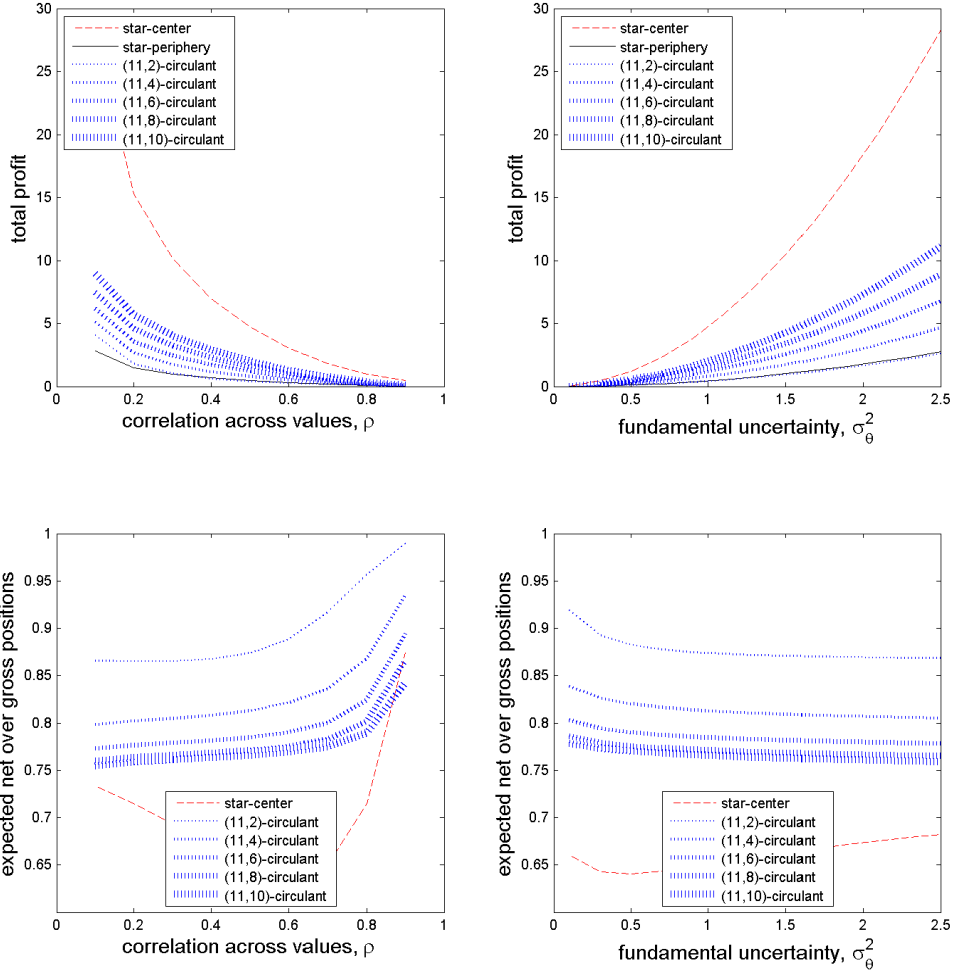 30
25
20
15
10
5
0
total profit
star-center
star-periphery
(11,2)-circulant
(11,4)-circulant
(11,6)-circulant
(11,8)-circulant
(11,10)-circulant
0 0.2 0.4 0.6 0.8 1
correlation across values, ρ
30
25
20
15
10
5
0
total profit
star-center
star-periphery
(11,2)-circulant
(11,4)-circulant
(11,6)-circulant
(11,8)-circulant
(11,10)-circulant
0 0.5 1 1.5 2 2.5
fundamental uncertainty, σ²_θ
1
0.95
0.9
0.85
0.8
0.75
0.7
0.65
expected net over gross positions
star-center
(11,2)-circulant
(11,4)-circulant
(11,6)-circulant
(11,8)-circulant
(11,10)-circulant
0 0.2 0.4 0.6 0.8 1
correlation across values, ρ
1
0.95
0.9
0.85
0.8
0.75
0.7
0.65
expected net over gross positions
star-center
(11,2)-circulant
(11,4)-circulant
(11,6)-circulant
(11,8)-circulant
(11,10)-circulant
0 0.5 1 1.5 2 2.5
fundamental uncertainty, σ²_θ